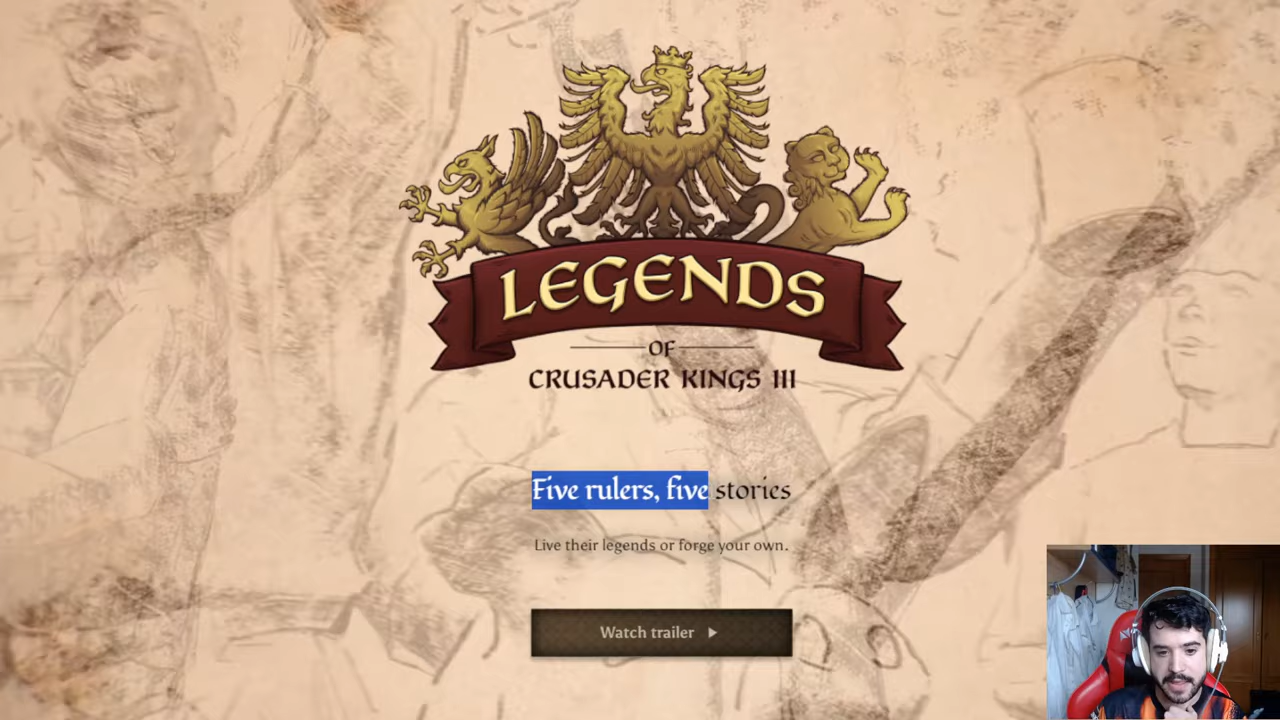 LEGENDS
OF
CRUSADER KINGS III
Five rulers, five stories
Live their legends or forge your own.
Watch trailer